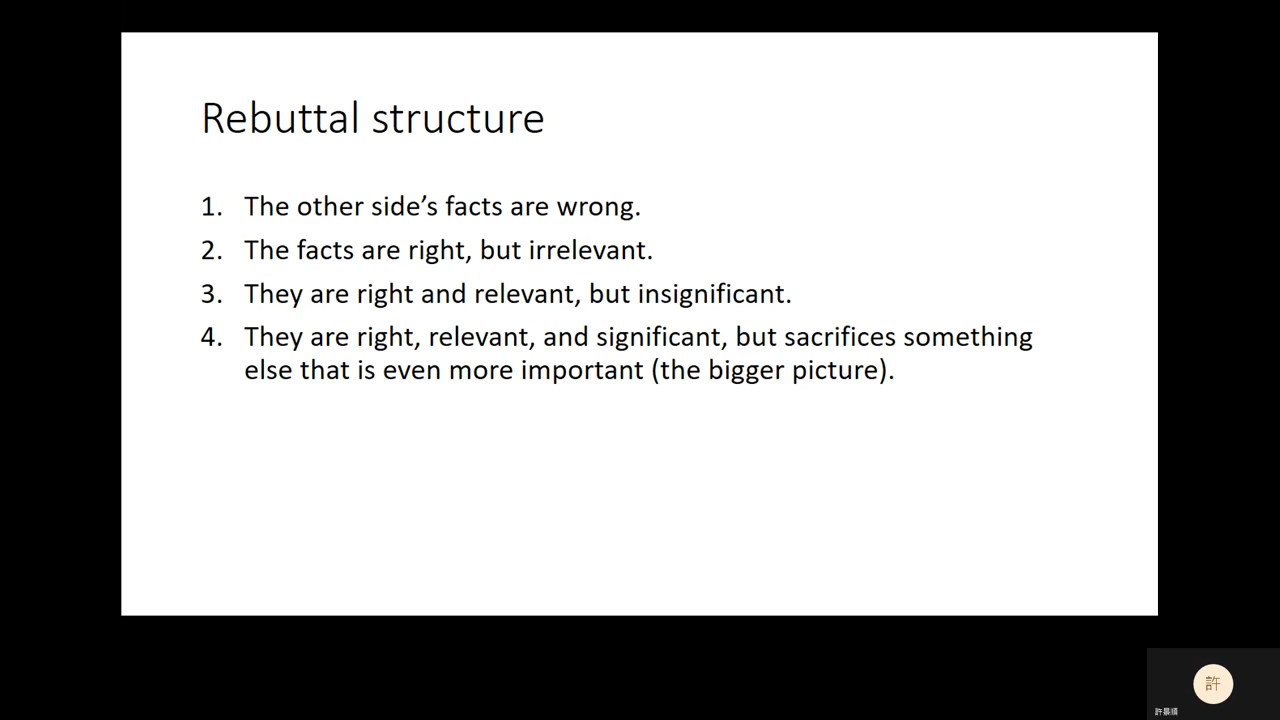 Rebuttal structure
1. The other side’s facts are wrong.
2. The facts are right, but irrelevant.
3. They are right and relevant, but insignificant.
4. They are right, relevant, and significant, but sacrifices something
else that is even more important (the bigger picture).
許